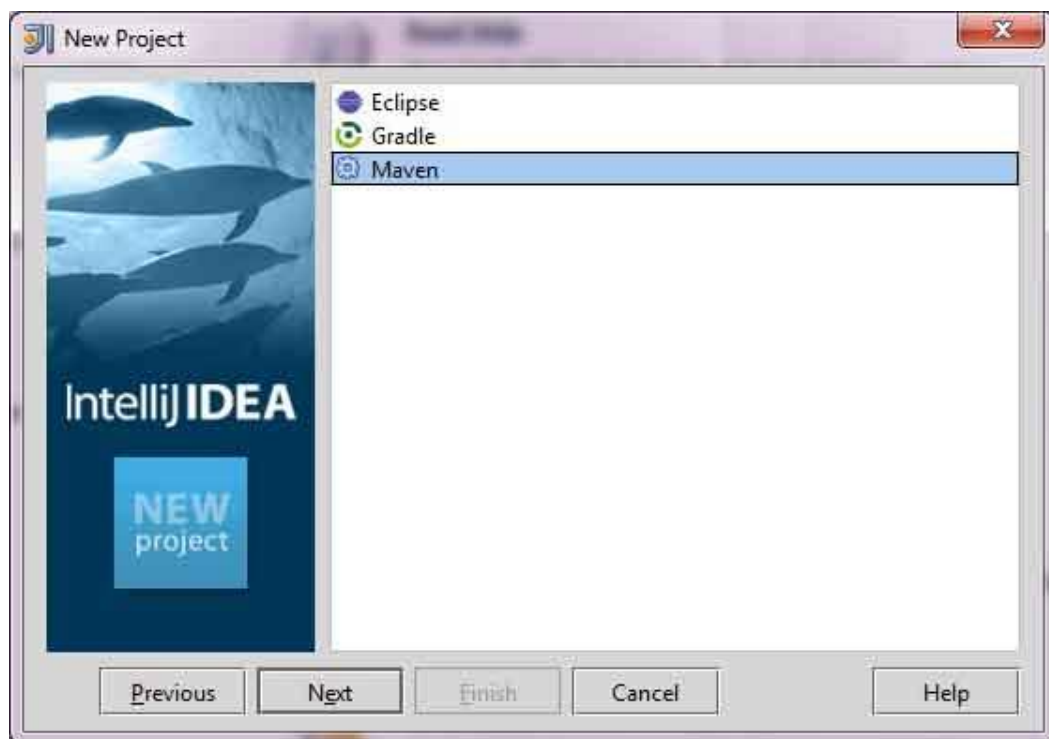 New Project
Eclipse
Gradle
Maven
IntelliJ IDEA
NEW
project
Previous
Next
Finish
Cancel
Help